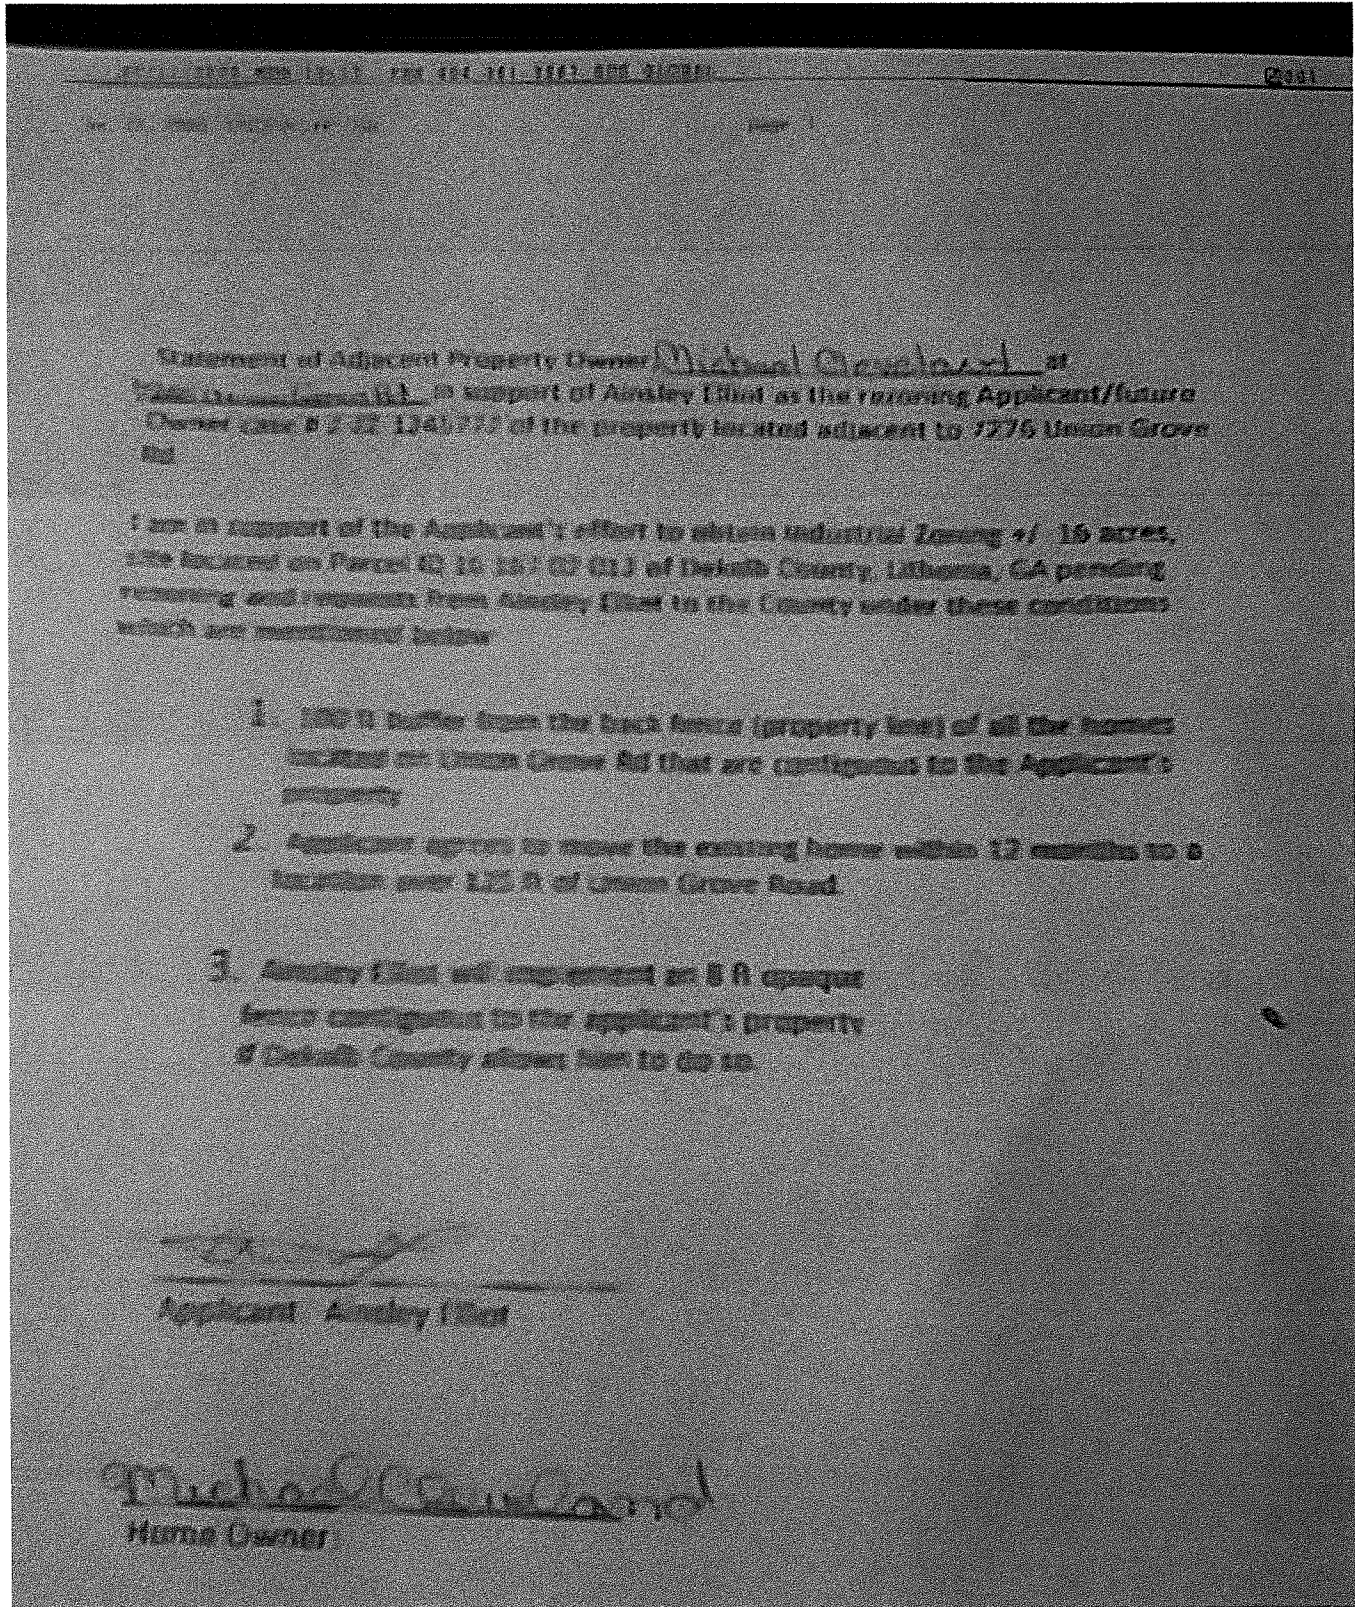 Statement of Adjacent Property Owner Michael at
in support of Ainsley Elliot as the rezoning Applicant/future
Owner case # Z 22 of the property located adjacent to 7276 Union Grove
Rd
I am in support of the Applicant's effort to obtain Industrial Zoning +/- 16 acres,
site located on Parcel ID 16 of Dekalb County, Lithonia, GA pending
rezoning and requests from Ainsley Elliot to the County under these conditions
which are mentioned below
1 ft buffer from the back fence (property line) of all the homes
located on Union Grove Rd that are contiguous to the Applicant's
property
2 Applicant agrees to move the existing home within 12 months to a
location over 125 ft of Union Grove Road.
3. Ainsley Elliot will implement an 8 ft opaque
fence contiguous to the applicant's property
if Dekalb County allows him to do so
Applicant Ainsley Elliot
Michael
Home Owner